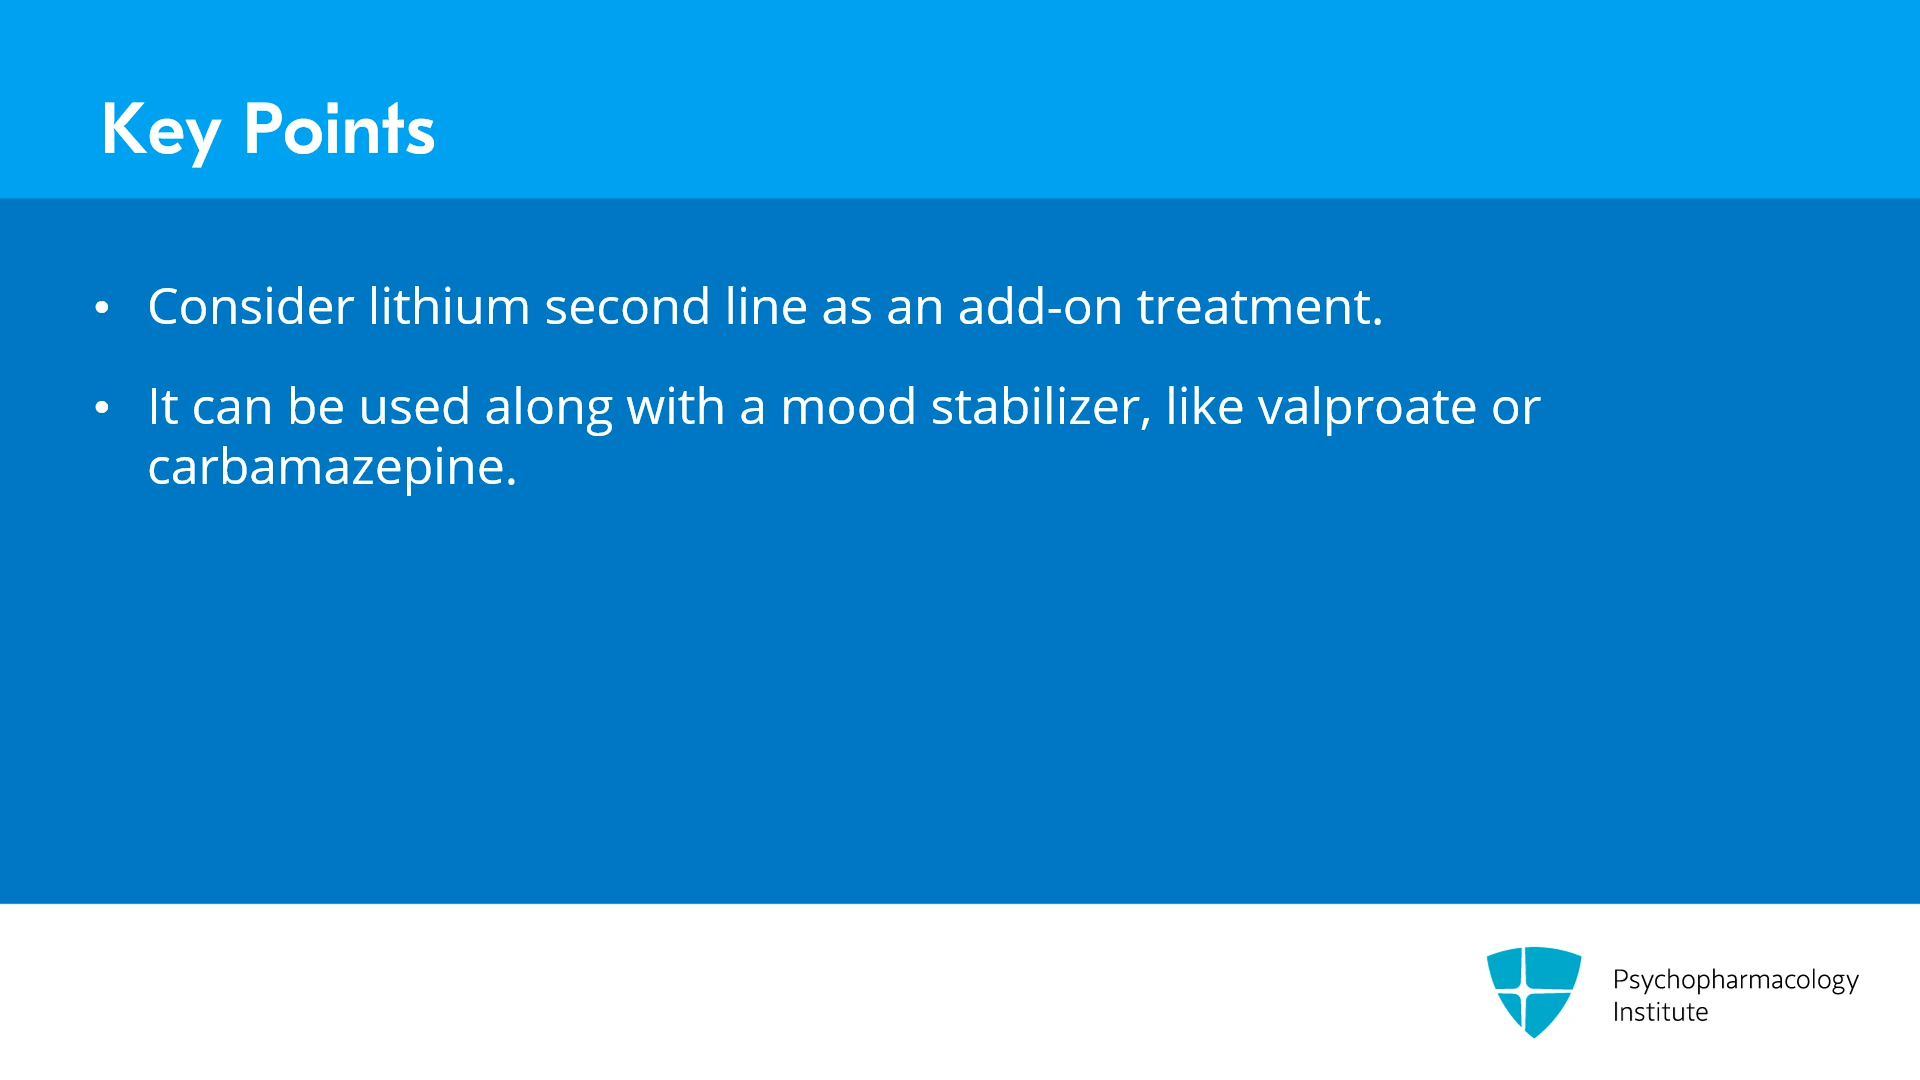 Key Points
• Consider lithium second line as an add-on treatment.
• It can be used along with a mood stabilizer, like valproate or
carbamazepine.
Psychopharmacology
Institute